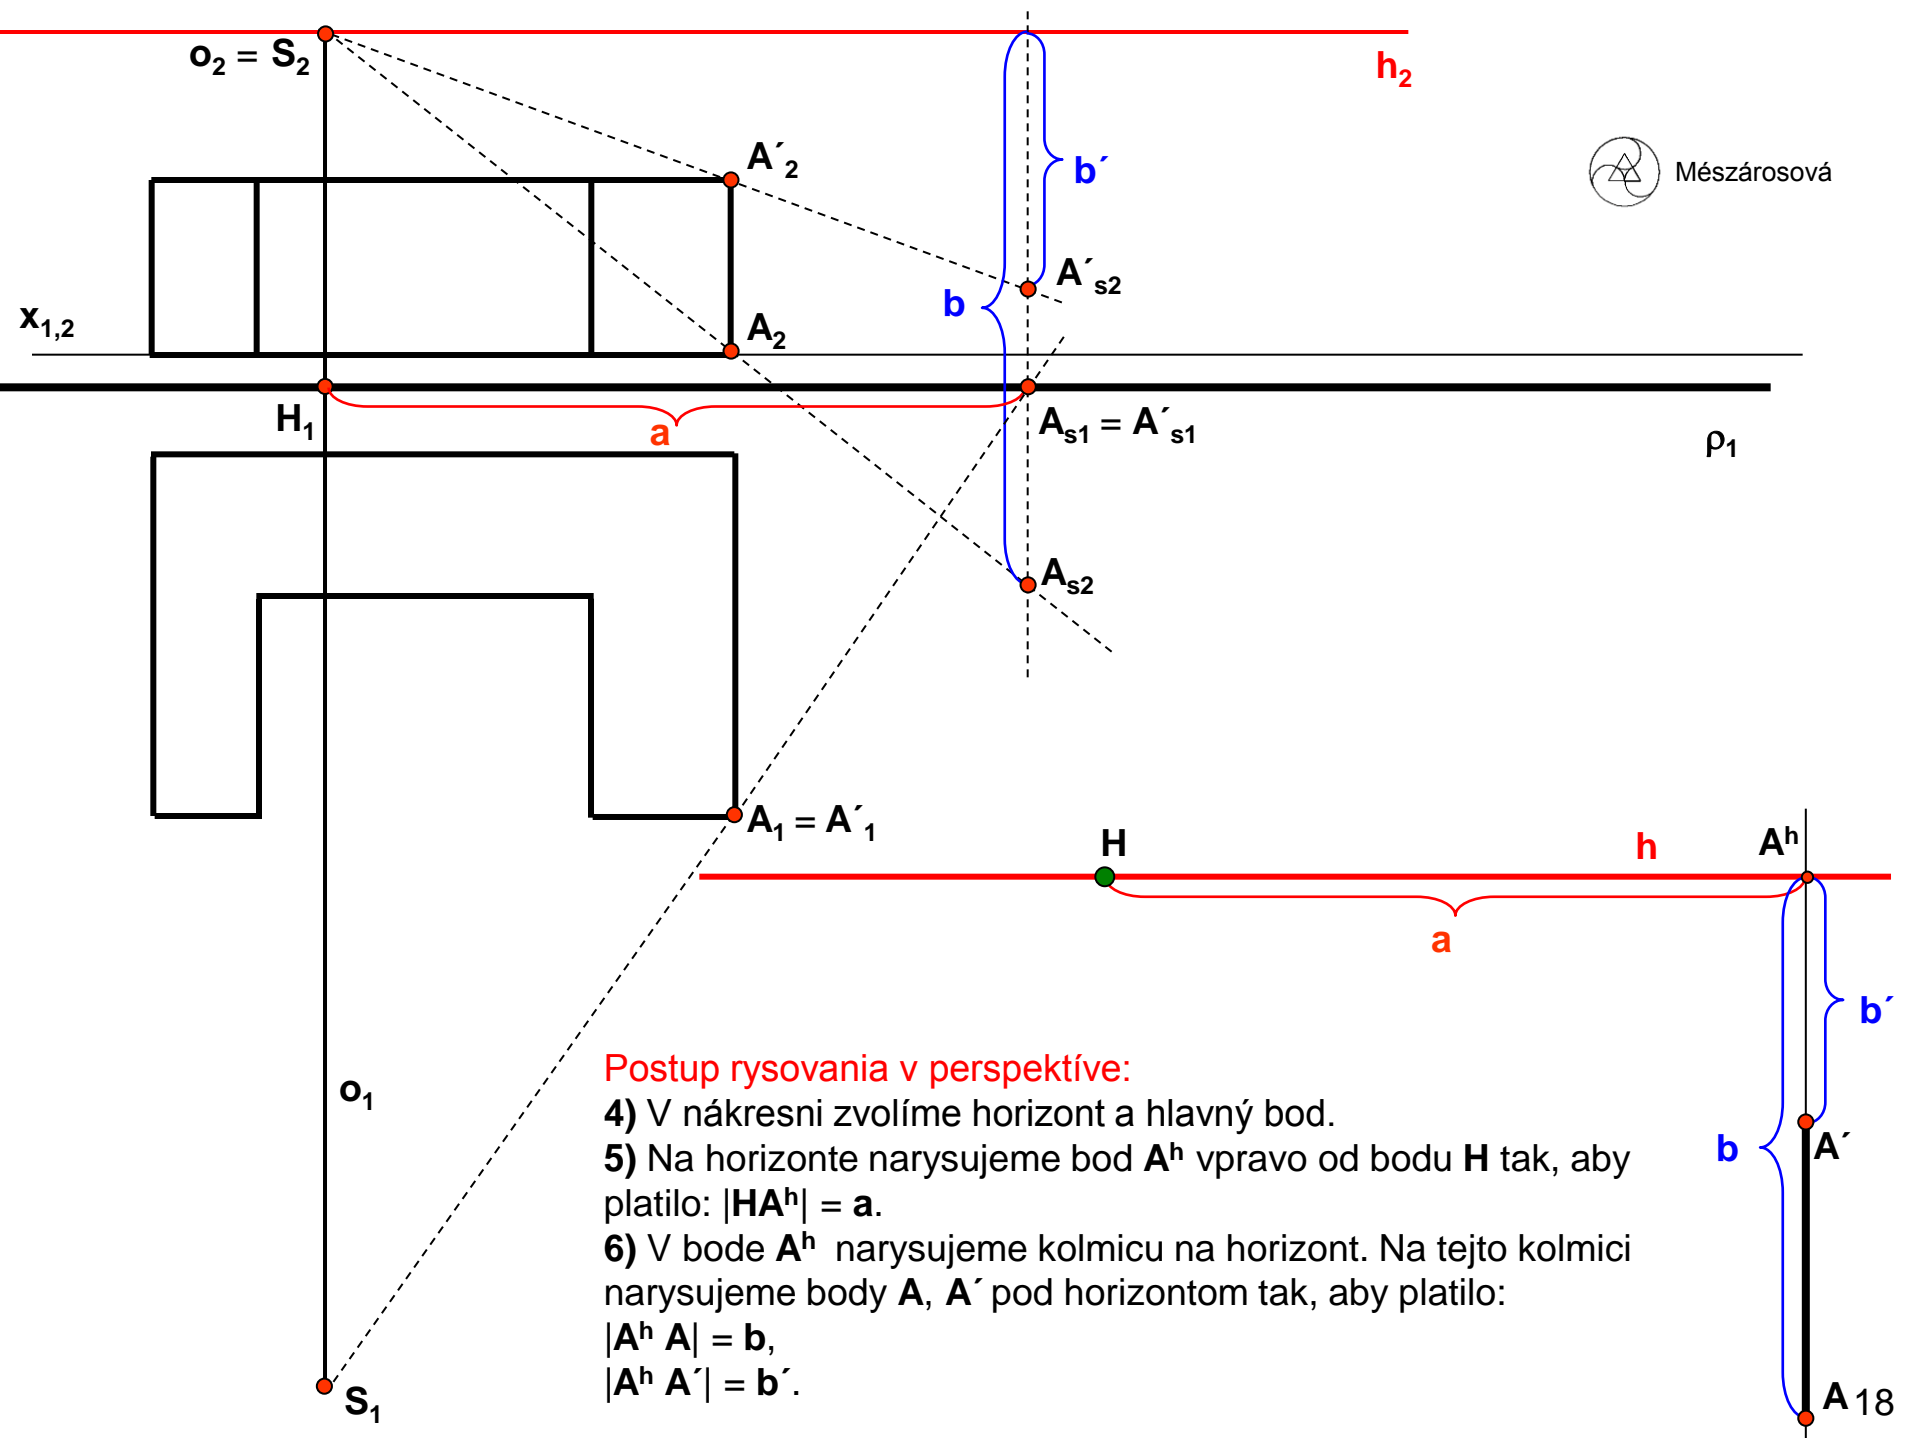 o₂ = S₂
h₂
A´₂
b´
Mészárosová
A´ₛ₂
b
x₁,₂
A₂
H₁
a
Aₛ₁ = A´ₛ₁
ρ₁
Aₛ₂
A₁ = A´₁
H
h
Aʰ
a
b´
o₁
Postup rysovania v perspektíve:
4) V nákresni zvolíme horizont a hlavný bod.
5) Na horizonte narysujeme bod Aʰ vpravo od bodu H tak, aby
platilo: |HAʰ| = a.
6) V bode Aʰ narysujeme kolmicu na horizont. Na tejto kolmici
narysujeme body A, A´ pod horizontom tak, aby platilo:
|Aʰ A| = b,
|Aʰ A´| = b´.
b
A´
S₁
A
18